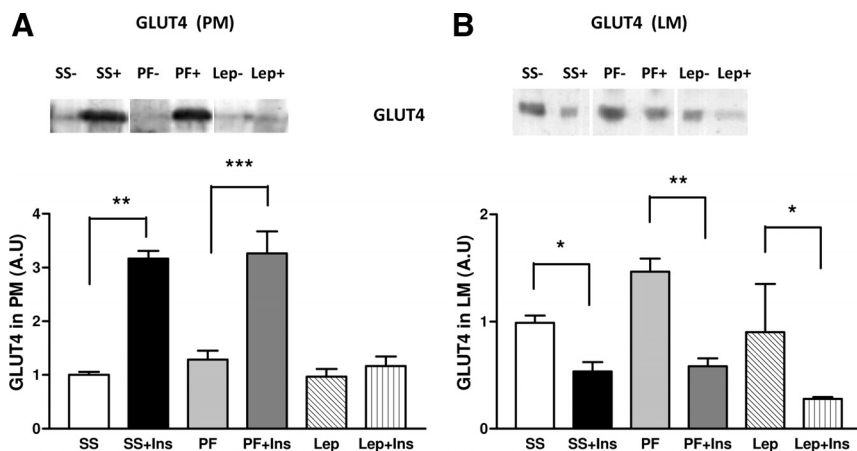 A
GLUT4 (PM)
SS- SS+ PF- PF+ Lep- Lep+
GLUT4
**
***
4
3
2
1
0
GLUT4 in PM (A.U)
SS SS+Ins PF PF+Ins Lep Lep+Ins
B
GLUT4 (LM)
SS- SS+ PF- PF+ Lep- Lep+
*
**
*
2
1
0
GLUT4 in LM (A.U)
SS SS+Ins PF PF+Ins Lep Lep+Ins